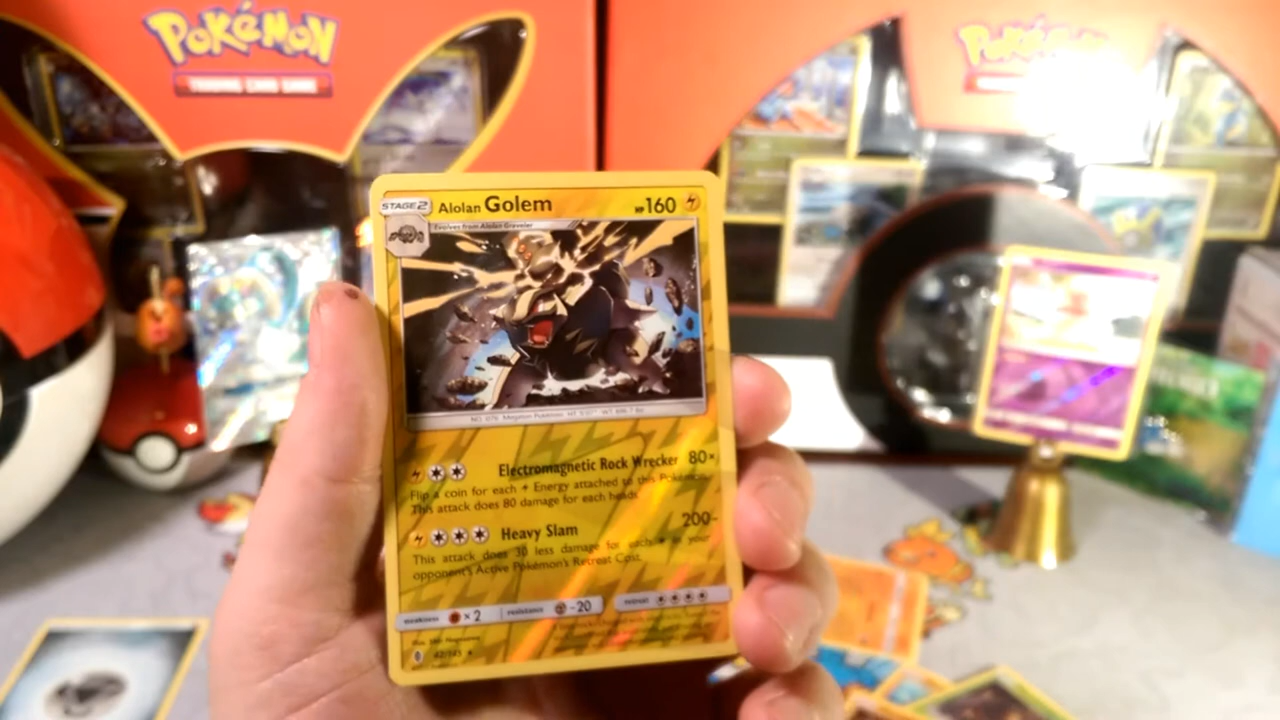 POKéMON
TRADING CARD GAME
POKéMON
STAGE2
Alolan Golem
HP160
Evolves from Alolan Graveler
Electromagnetic Rock Wrecker 80×
Flip a coin for each Energy attached to this Pokémon.
This attack does 80 damage for each heads.
Heavy Slam 200-
This attack does 30 less damage for each in your
opponent's Active Pokémon's Retreat Cost.
weakness ×2 resistance -20 retreat